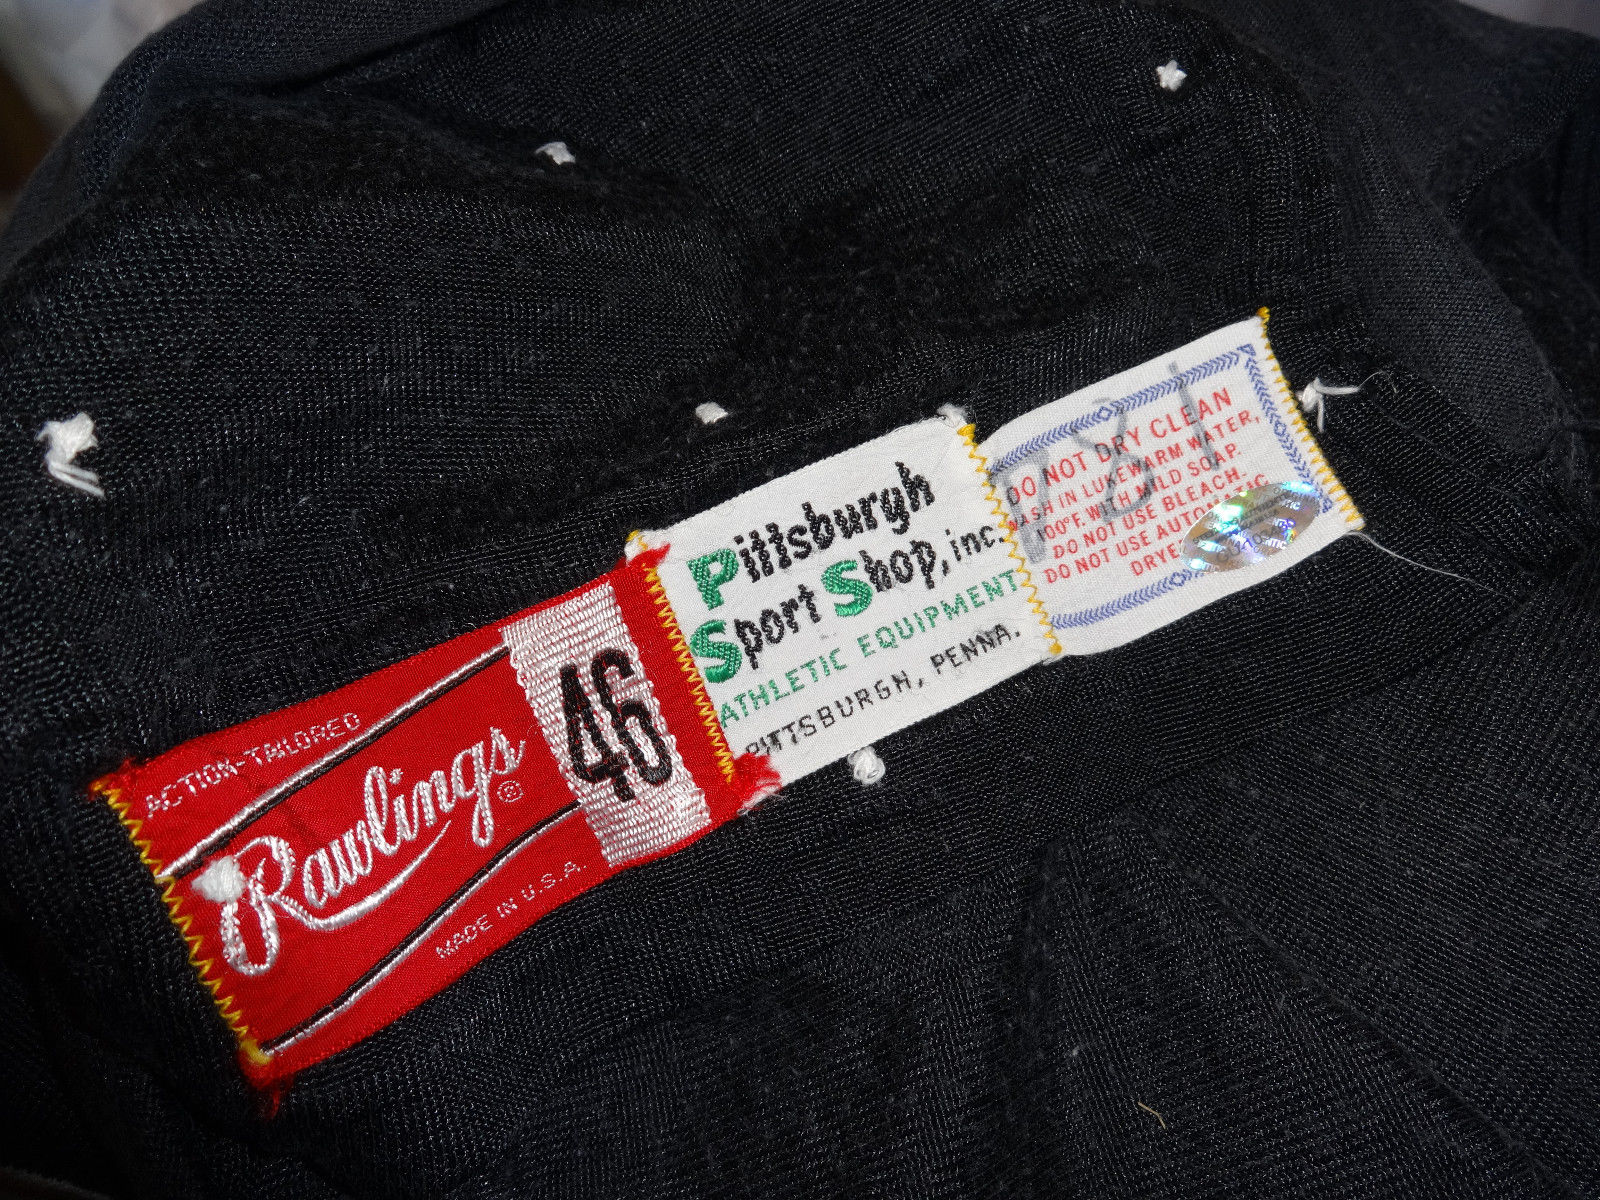 ACTION-TAILORED
Rawlings®
MADE IN U.S.A.
46
Pittsburgh
Sport Shop, inc.
ATHLETIC EQUIPMENT
PITTSBURGH, PENNA.
DO NOT DRY CLEAN
WASH IN LUKEWARM WATER,
100°F. WITH MILD SOAP.
DO NOT USE BLEACH.
DO NOT USE AUTOMATIC